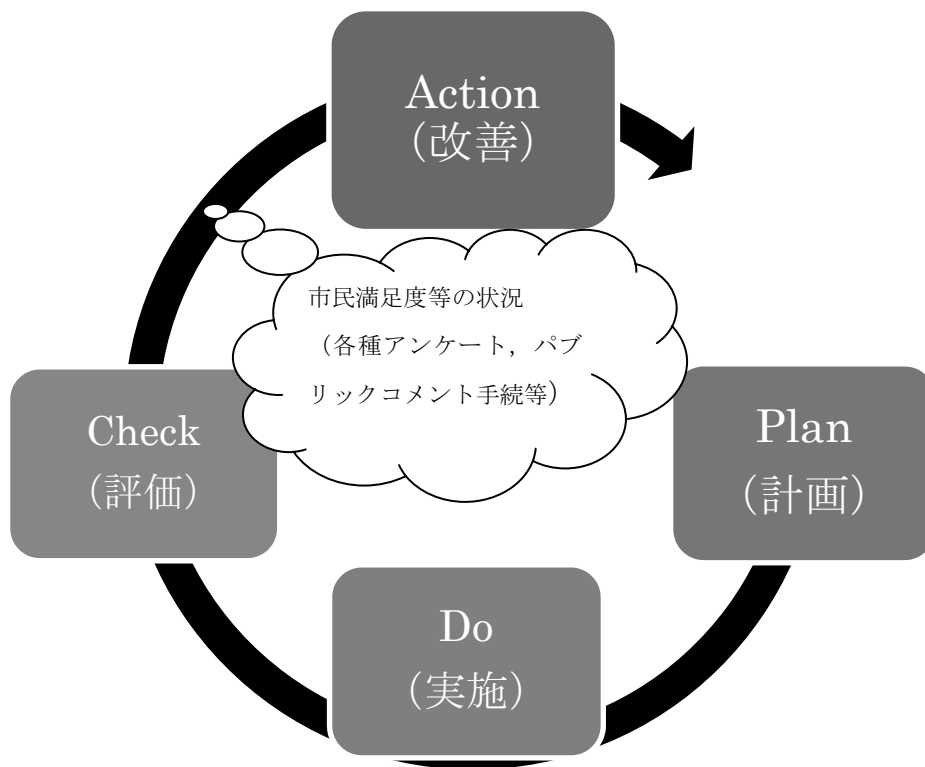 Action
（改善）
市民満足度等の状況
（各種アンケート，パブ
リックコメント手続等）
Check
（評価）
Plan
（計画）
Do
（実施）